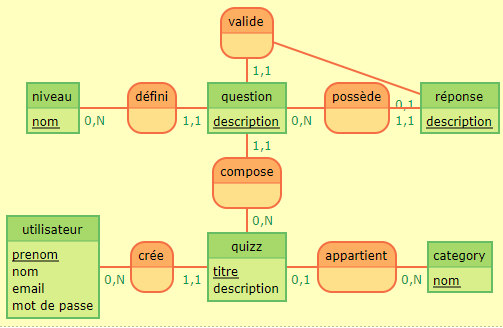 valide
1,1
niveau
nom
0,N
défini
1,1
question
description
0,N
possède
0,1
1,1
réponse
description
1,1
compose
0,N
utilisateur
prenom
nom
email
mot de passe
0,N
crée
1,1
quizz
titre
description
0,1
appartient
0,N
category
nom